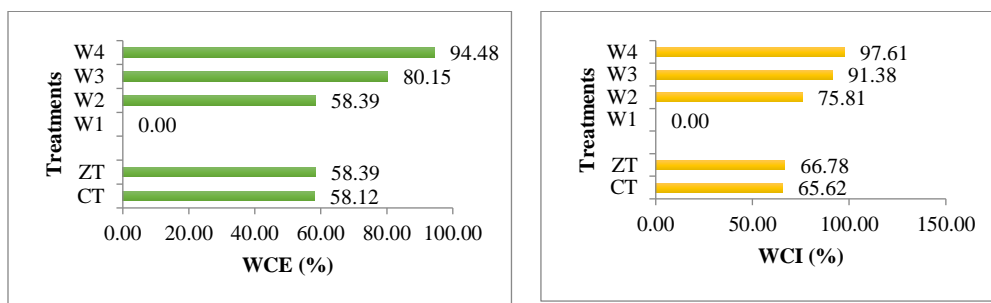 Treatments
W4
94.48
W3
80.15
W2
58.39
W1
0.00
ZT
58.39
CT
58.12
0.00 20.00 40.00 60.00 80.00 100.00
WCE (%)
Treatments
W4
97.61
W3
91.38
W2
75.81
W1
0.00
ZT
66.78
CT
65.62
0.00 50.00 100.00 150.00
WCI (%)